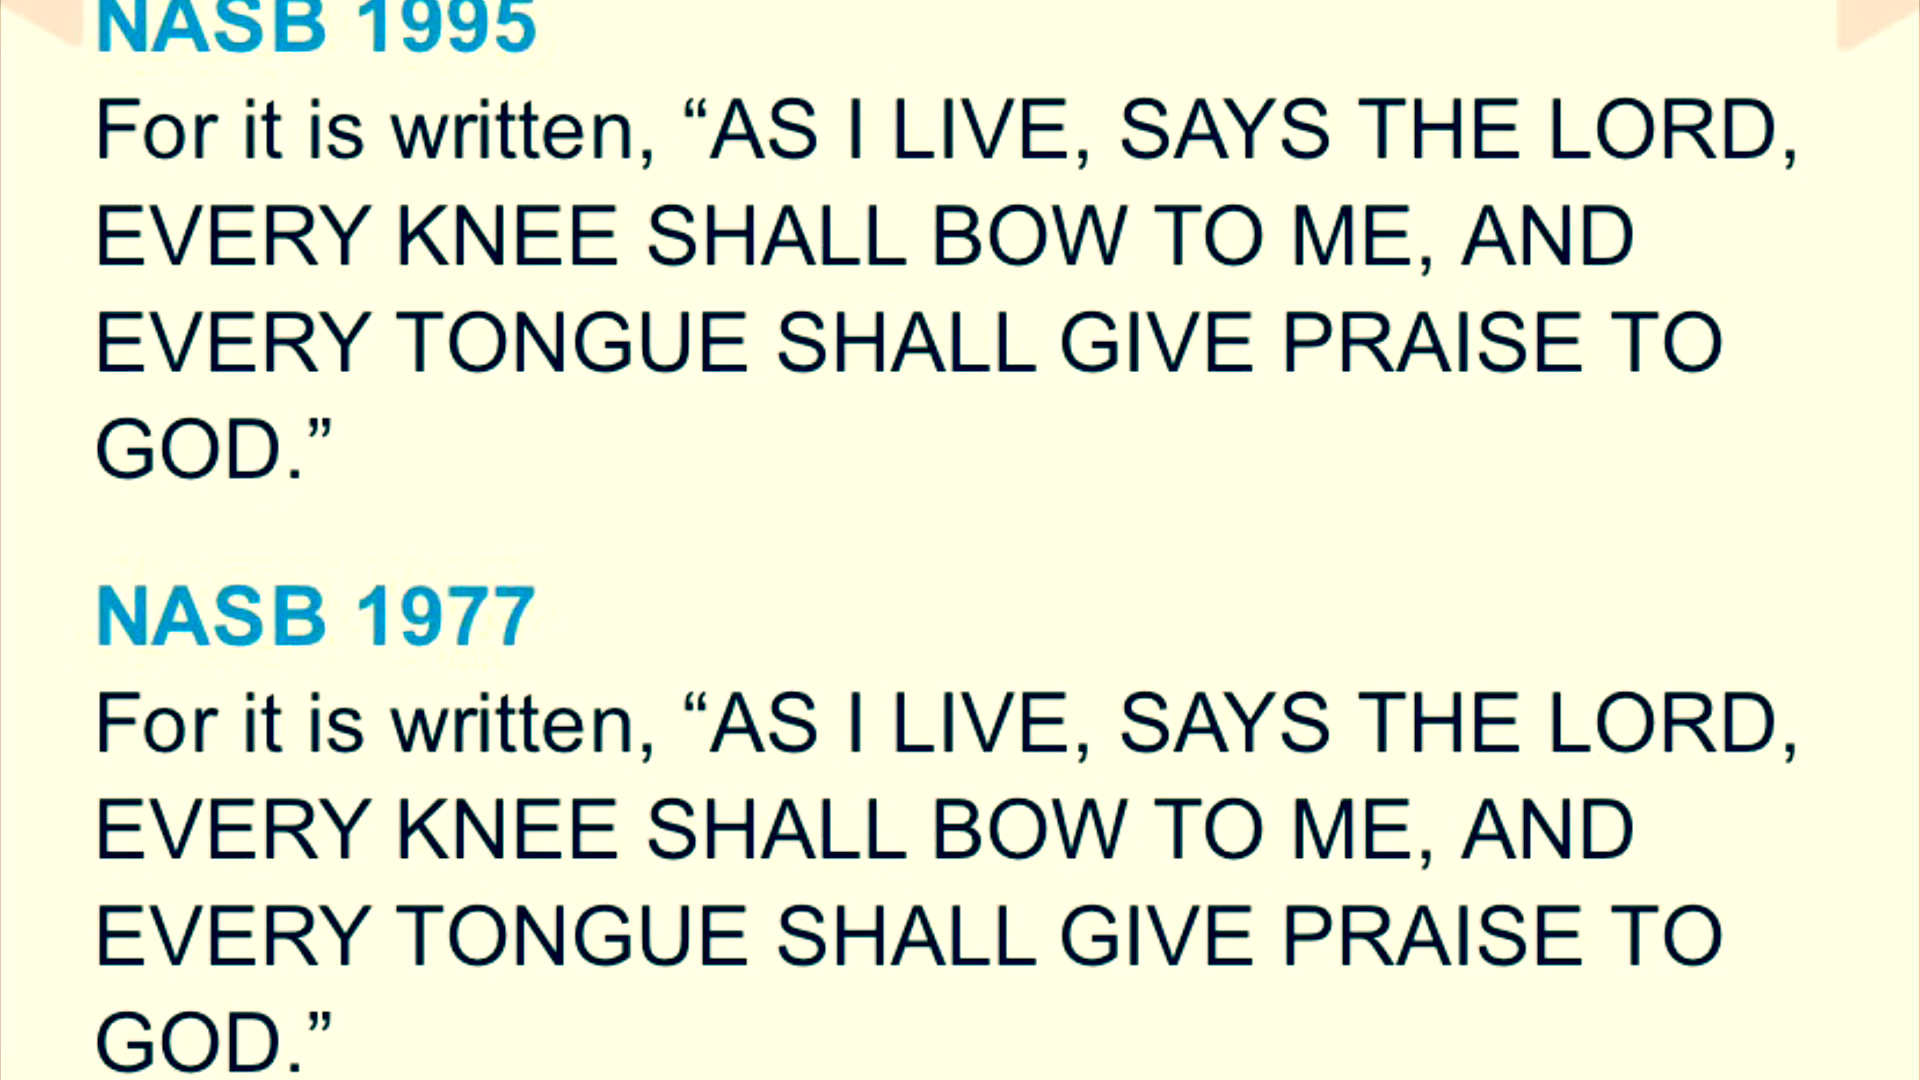 NASB 1995
For it is written, “AS I LIVE, SAYS THE LORD,
EVERY KNEE SHALL BOW TO ME, AND
EVERY TONGUE SHALL GIVE PRAISE TO
GOD.”
NASB 1977
For it is written, “AS I LIVE, SAYS THE LORD,
EVERY KNEE SHALL BOW TO ME, AND
EVERY TONGUE SHALL GIVE PRAISE TO
GOD.”